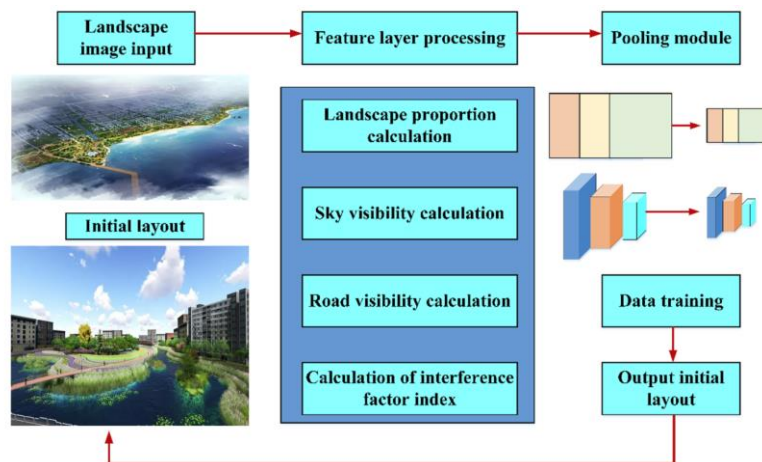 Landscape
image input
Feature layer processing
Pooling module
Landscape proportion
calculation
Sky visibility calculation
Initial layout
Road visibility calculation
Data training
Calculation of interference
factor index
Output initial
layout